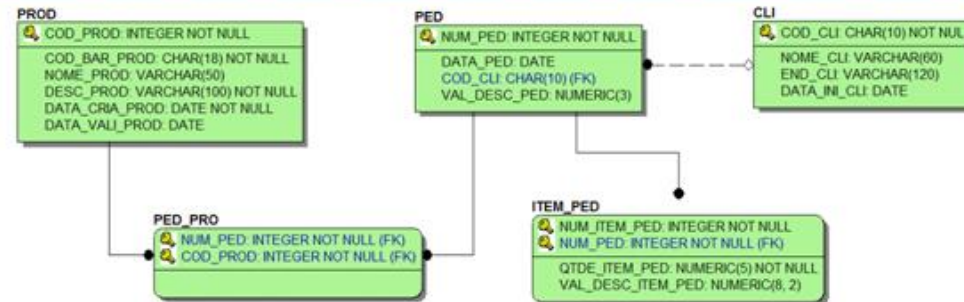 PROD
COD_PROD: INTEGER NOT NULL
COD_BAR_PROD: CHAR(18) NOT NULL
NOME_PROD: VARCHAR(50)
DESC_PROD: VARCHAR(100) NOT NULL
DATA_CRIA_PROD: DATE NOT NULL
DATA_VALI_PROD: DATE
PED
NUM_PED: INTEGER NOT NULL
DATA_PED: DATE
COD_CLI: CHAR(10) (FK)
VAL_DESC_PED: NUMERIC(3)
CLI
COD_CLI: CHAR(10) NOT NUL
NOME_CLI: VARCHAR(60)
END_CLI: VARCHAR(120)
DATA_INI_CLI: DATE
PED_PRO
NUM_PED: INTEGER NOT NULL (FK)
COD_PROD: INTEGER NOT NULL (FK)
ITEM_PED
NUM_ITEM_PED: INTEGER NOT NULL
NUM_PED: INTEGER NOT NULL (FK)
QTDE_ITEM_PED: NUMERIC(5) NOT NULL
VAL_DESC_ITEM_PED: NUMERIC(8, 2)